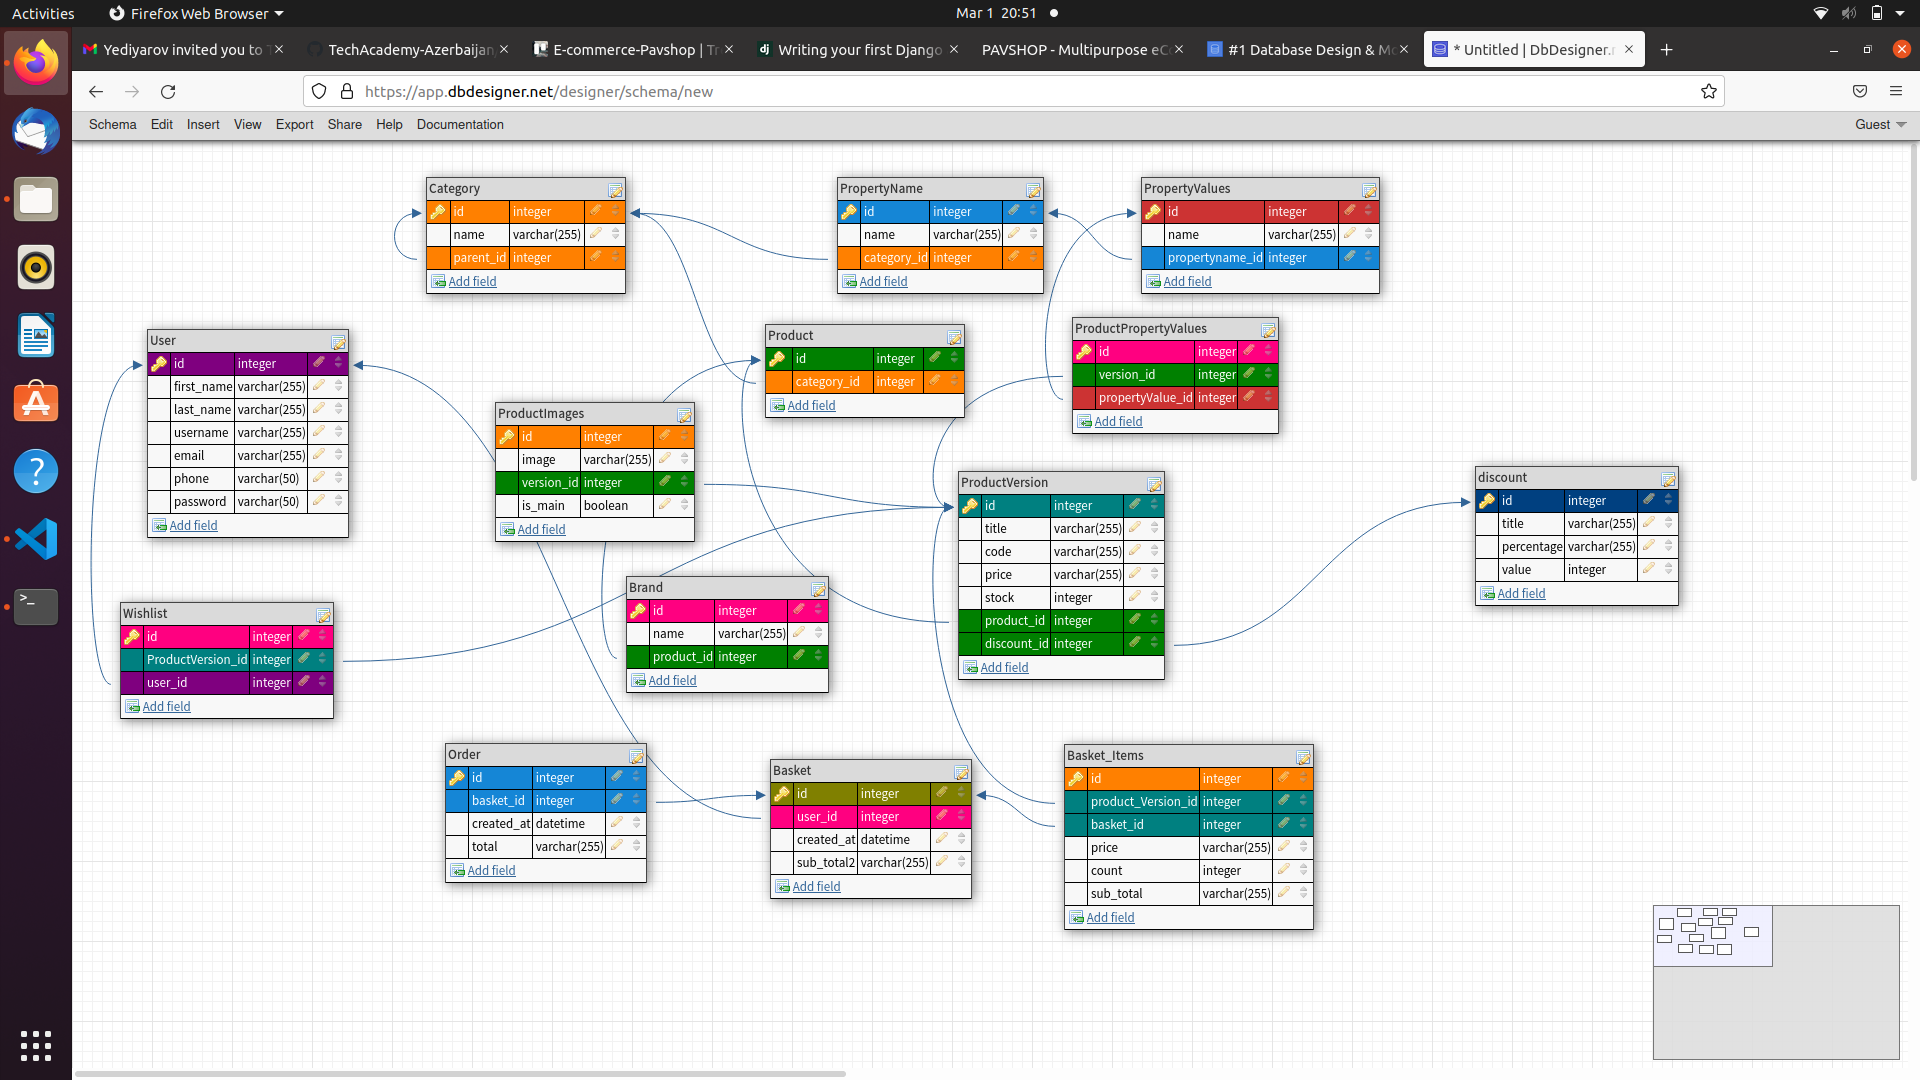 Activities
Firefox Web Browser
Mar 1 20:51
Yediyarov invited you to
TechAcademy-Azerbaijan
E-commerce-Pavshop |
Writing your first Django
PAVSHOP - Multipurpose eC
#1 Database Design & Mo
* Untitled | DbDesigner.n
https://app.dbdesigner.net/designer/schema/new
Schema Edit Insert View Export Share Help Documentation
Guest
Category
id integer
name varchar(255)
parent_id integer
Add field
PropertyName
id integer
name varchar(255)
category_id integer
Add field
PropertyValues
id integer
name varchar(255)
propertyname_id integer
Add field
User
id integer
first_name varchar(255)
last_name varchar(255)
username varchar(255)
email varchar(255)
phone varchar(50)
password varchar(50)
Add field
Product
id integer
category_id integer
Add field
ProductPropertyValues
id integer
version_id integer
propertyValue_id integer
Add field
ProductImages
id integer
image varchar(255)
version_id integer
is_main boolean
Add field
ProductVersion
id integer
title varchar(255)
code varchar(255)
price varchar(255)
stock integer
product_id integer
discount_id integer
Add field
discount
id integer
title varchar(255)
percentage varchar(255)
value integer
Add field
Wishlist
id integer
ProductVersion_id integer
user_id integer
Add field
Brand
id integer
name varchar(255)
product_id integer
Add field
Order
id integer
basket_id integer
created_at datetime
total varchar(255)
Add field
Basket
id integer
user_id integer
created_at datetime
sub_total2 varchar(255)
Add field
Basket_Items
id integer
product_Version_id integer
basket_id integer
price varchar(255)
count integer
sub_total varchar(255)
Add field